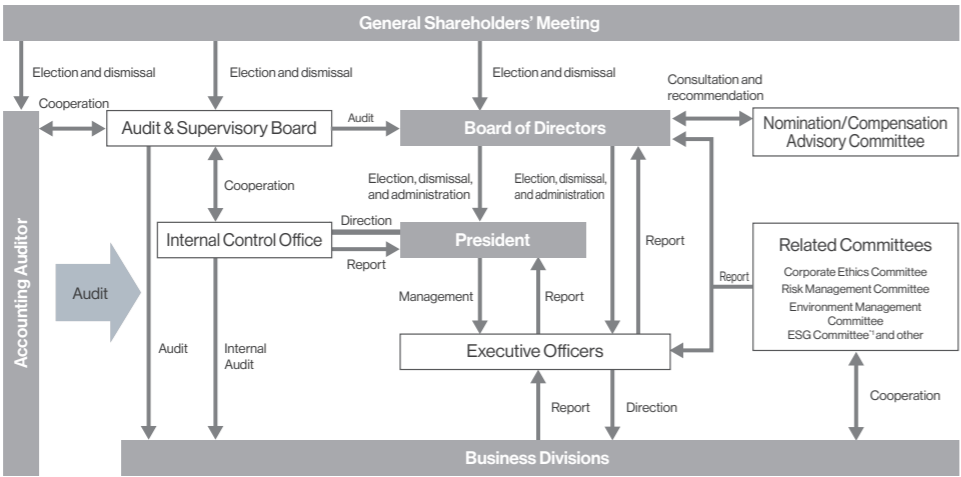 General Shareholders' Meeting
Election and dismissal
Election and dismissal
Election and dismissal
Cooperation
Audit & Supervisory Board
Audit
Board of Directors
Consultation and
recommendation
Nomination/Compensation
Advisory Committee
Cooperation
Election, dismissal,
and administration
Election, dismissal,
and administration
Internal Control Office
Direction
Report
President
Report
Report
Related Committees
Corporate Ethics Committee
Risk Management Committee
Environment Management
Committee
ESG Committee*1 and other
Accounting Auditor
Audit
Management
Report
Executive Officers
Audit
Internal
Audit
Report
Direction
Cooperation
Business Divisions